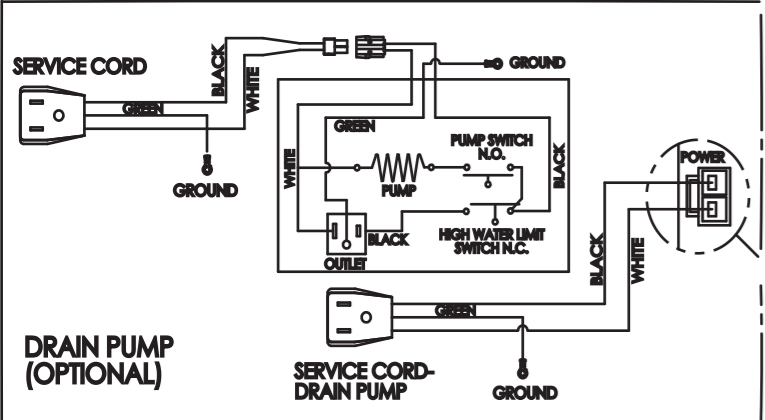 SERVICE CORD
BLACK
WHITE
GREEN
GROUND
GROUND
GREEN
WHITE
PUMP SWITCH
N.O.
PUMP
BLACK
BLACK
HIGH WATER LIMIT
SWITCH N.C.
OUTLET
POWER
BLACK
WHITE
GREEN
DRAIN PUMP
(OPTIONAL)
SERVICE CORD-
DRAIN PUMP
GROUND